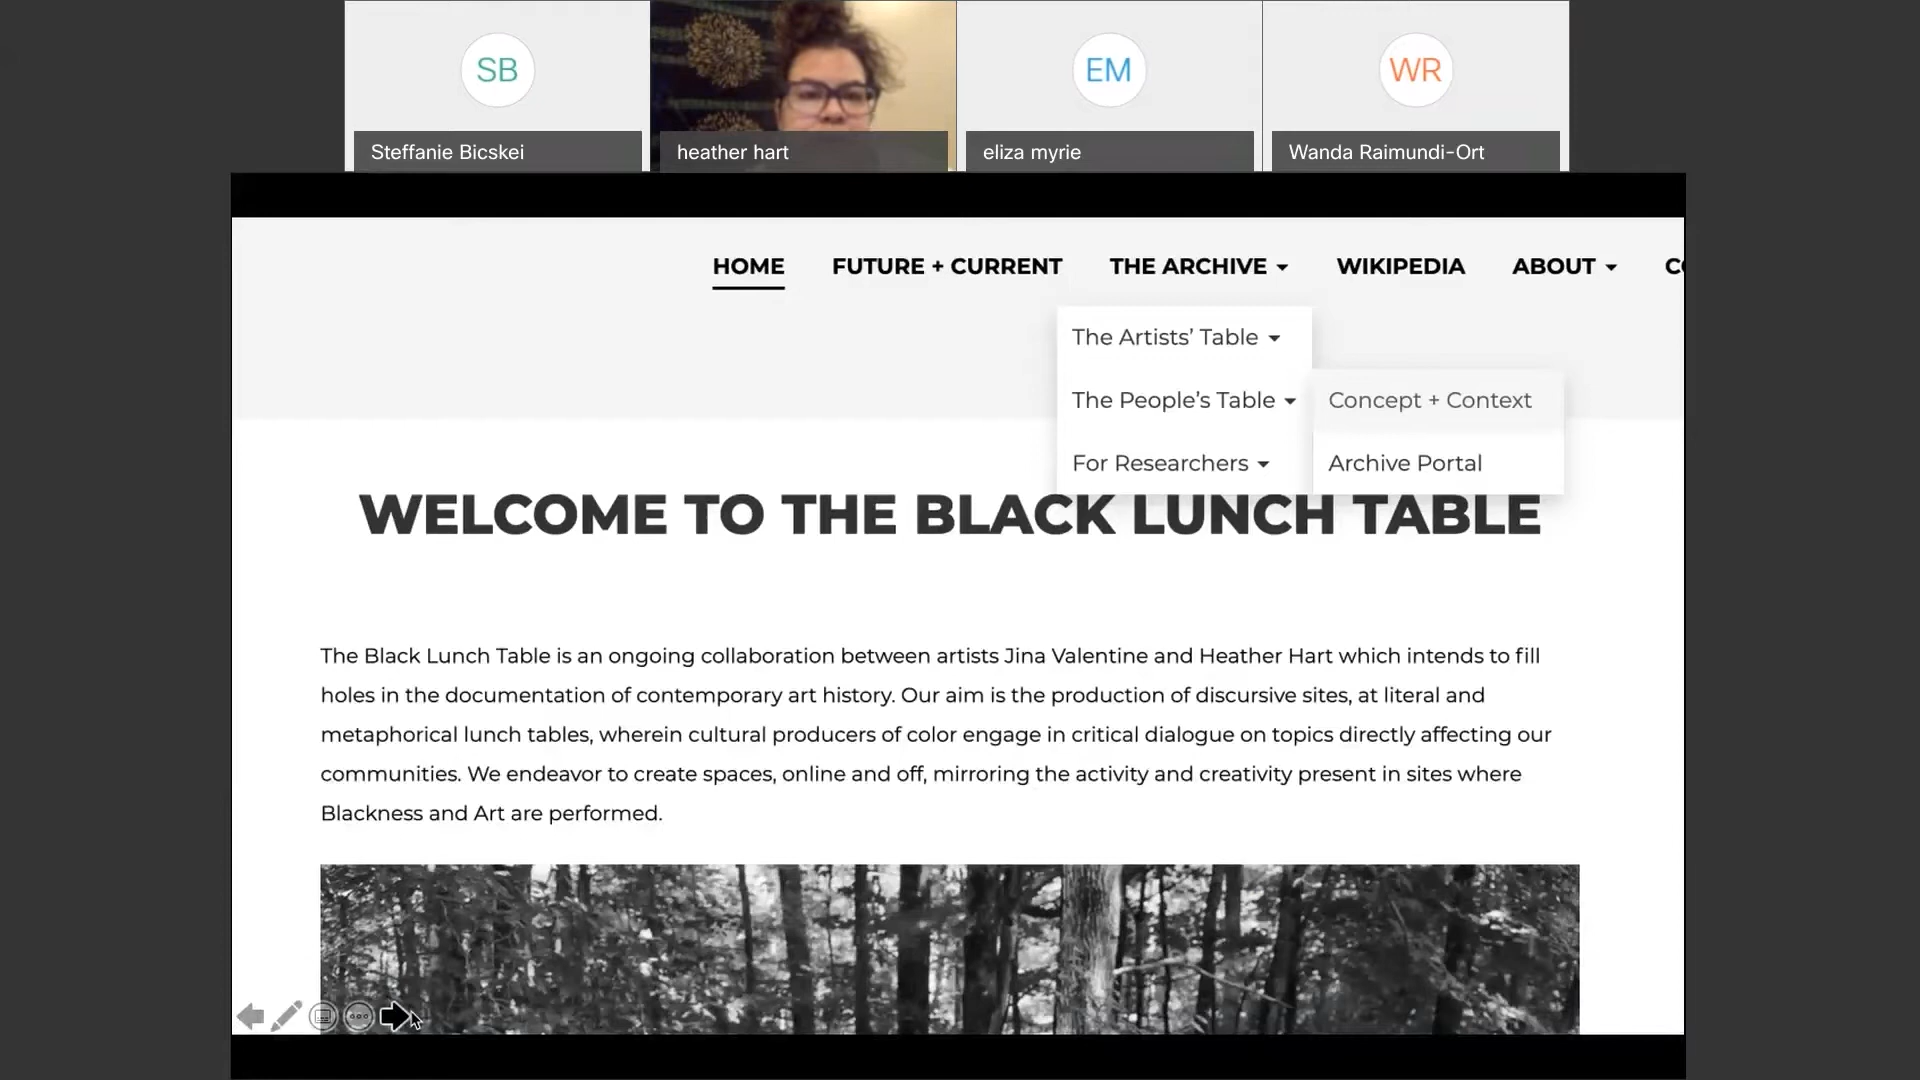 SB
EM
WR
Steffanie Bicskei
heather hart
eliza myrie
Wanda Raimundi-Ort
HOME FUTURE + CURRENT THE ARCHIVE WIKIPEDIA ABOUT
The Artists’ Table
The People’s Table Concept + Context
For Researchers Archive Portal
WELCOME TO THE BLACK LUNCH TABLE
The Black Lunch Table is an ongoing collaboration between artists Jina Valentine and Heather Hart which intends to fill
holes in the documentation of contemporary art history. Our aim is the production of discursive sites, at literal and
metaphorical lunch tables, wherein cultural producers of color engage in critical dialogue on topics directly affecting our
communities. We endeavor to create spaces, online and off, mirroring the activity and creativity present in sites where
Blackness and Art are performed.